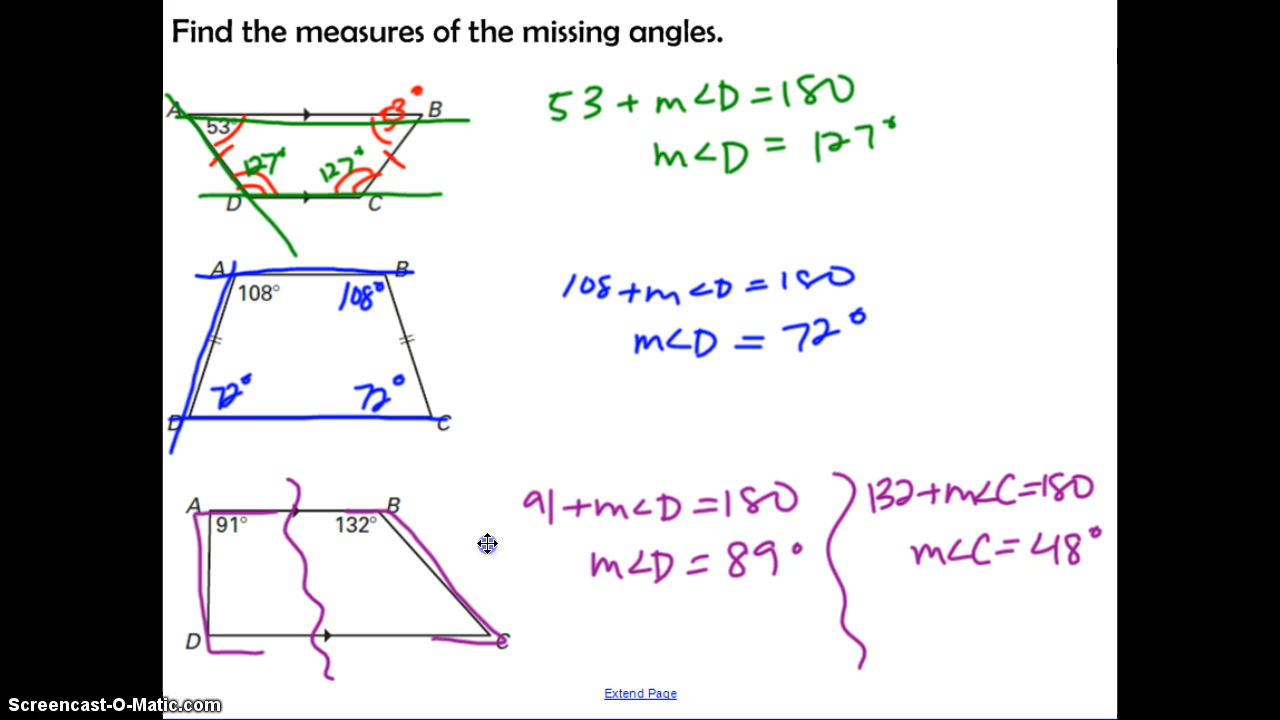 Find the measures of the missing angles.
A 53° 53° B
127° 127°
D C
53 + m∠D = 180
m∠D = 127°
A B
108° 108°
72° 72°
D C
108 + m∠D = 180
m∠D = 72°
A B
91° 132°
D C
91 + m∠D = 180
m∠D = 89°
132 + m∠C = 180
m∠C = 48°
Extend Page
Screencast-O-Matic.com